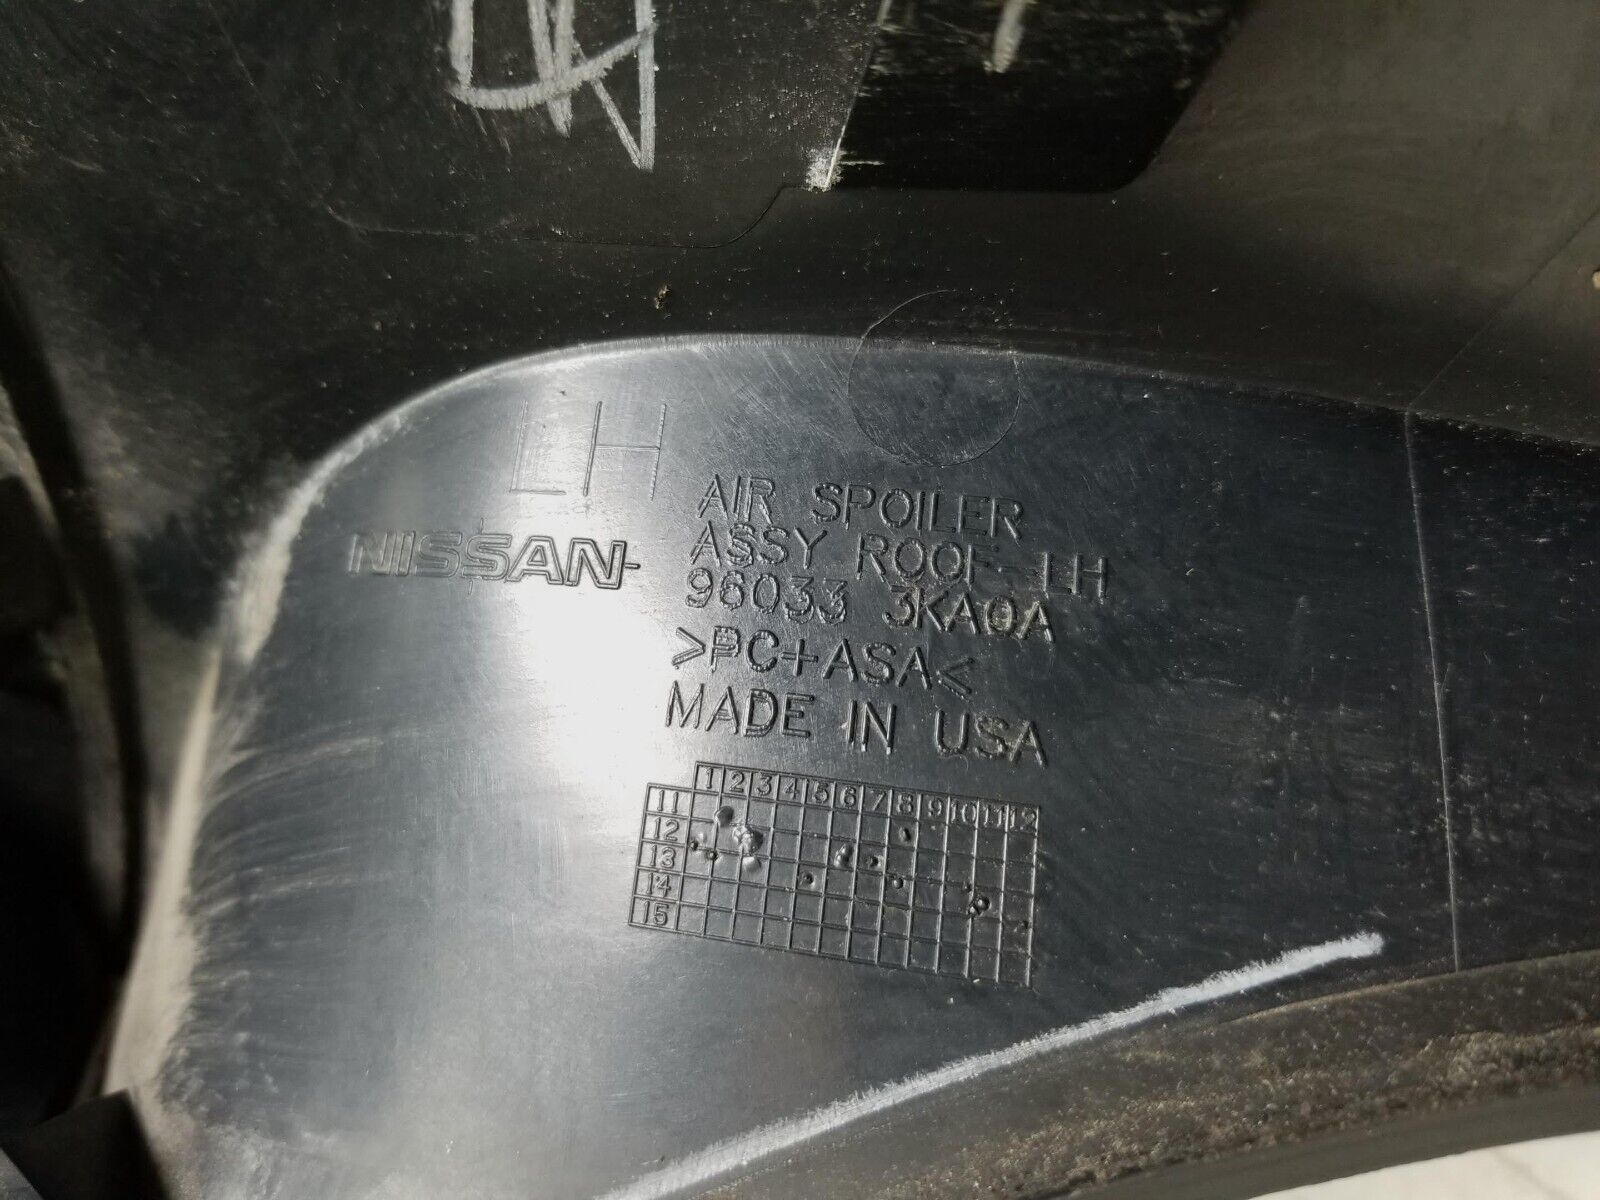 LH
NISSAN
AIR SPOILER
ASSY ROOF-LH
96033 3KA0A
>PC+ASA<
MADE IN USA
1 2 3 4 5 6 7 8 9 10 11 12
11
12
13
14
15